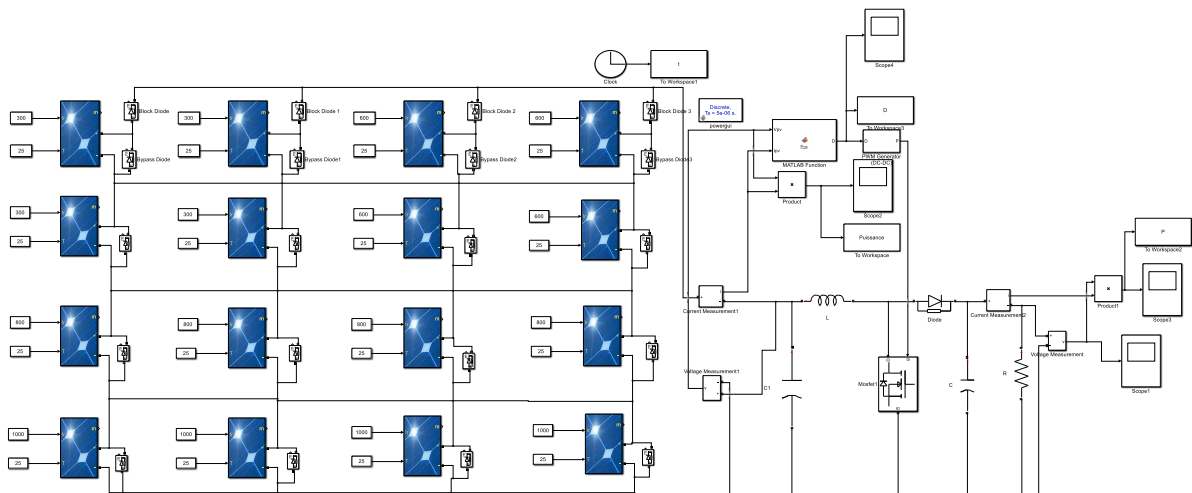 Clock
t
To Workspace1
Scope4
Discrete,
Ts = 5e-06 s.
powergui
D
To Workspace3
Vpv
Ipv
fcn
D
MATLAB Function
D
P
PWM Generator
(DC-DC)
×
Product
Scope2
Puissance
To Workspace
300
25
m
T
Block Diode
Bypass Diode
300
25
m
T
Block Diode 1
Bypass Diode1
600
25
m
T
Block Diode 2
Bypass Diode2
600
25
m
T
Block Diode 3
Bypass Diode3
300
25
m
T
300
25
m
T
600
25
m
T
600
25
m
T
800
25
m
T
800
25
m
T
800
25
m
T
800
25
m
T
1000
25
m
T
1000
25
m
T
1000
25
m
T
1000
25
m
T
Current Measurement1
Voltage Measurement1
C1
L
Mosfet1
Diode
C
Current Measurement2
R
Voltage Measurement
×
Product1
P
To Workspace2
Scope3
Scope1